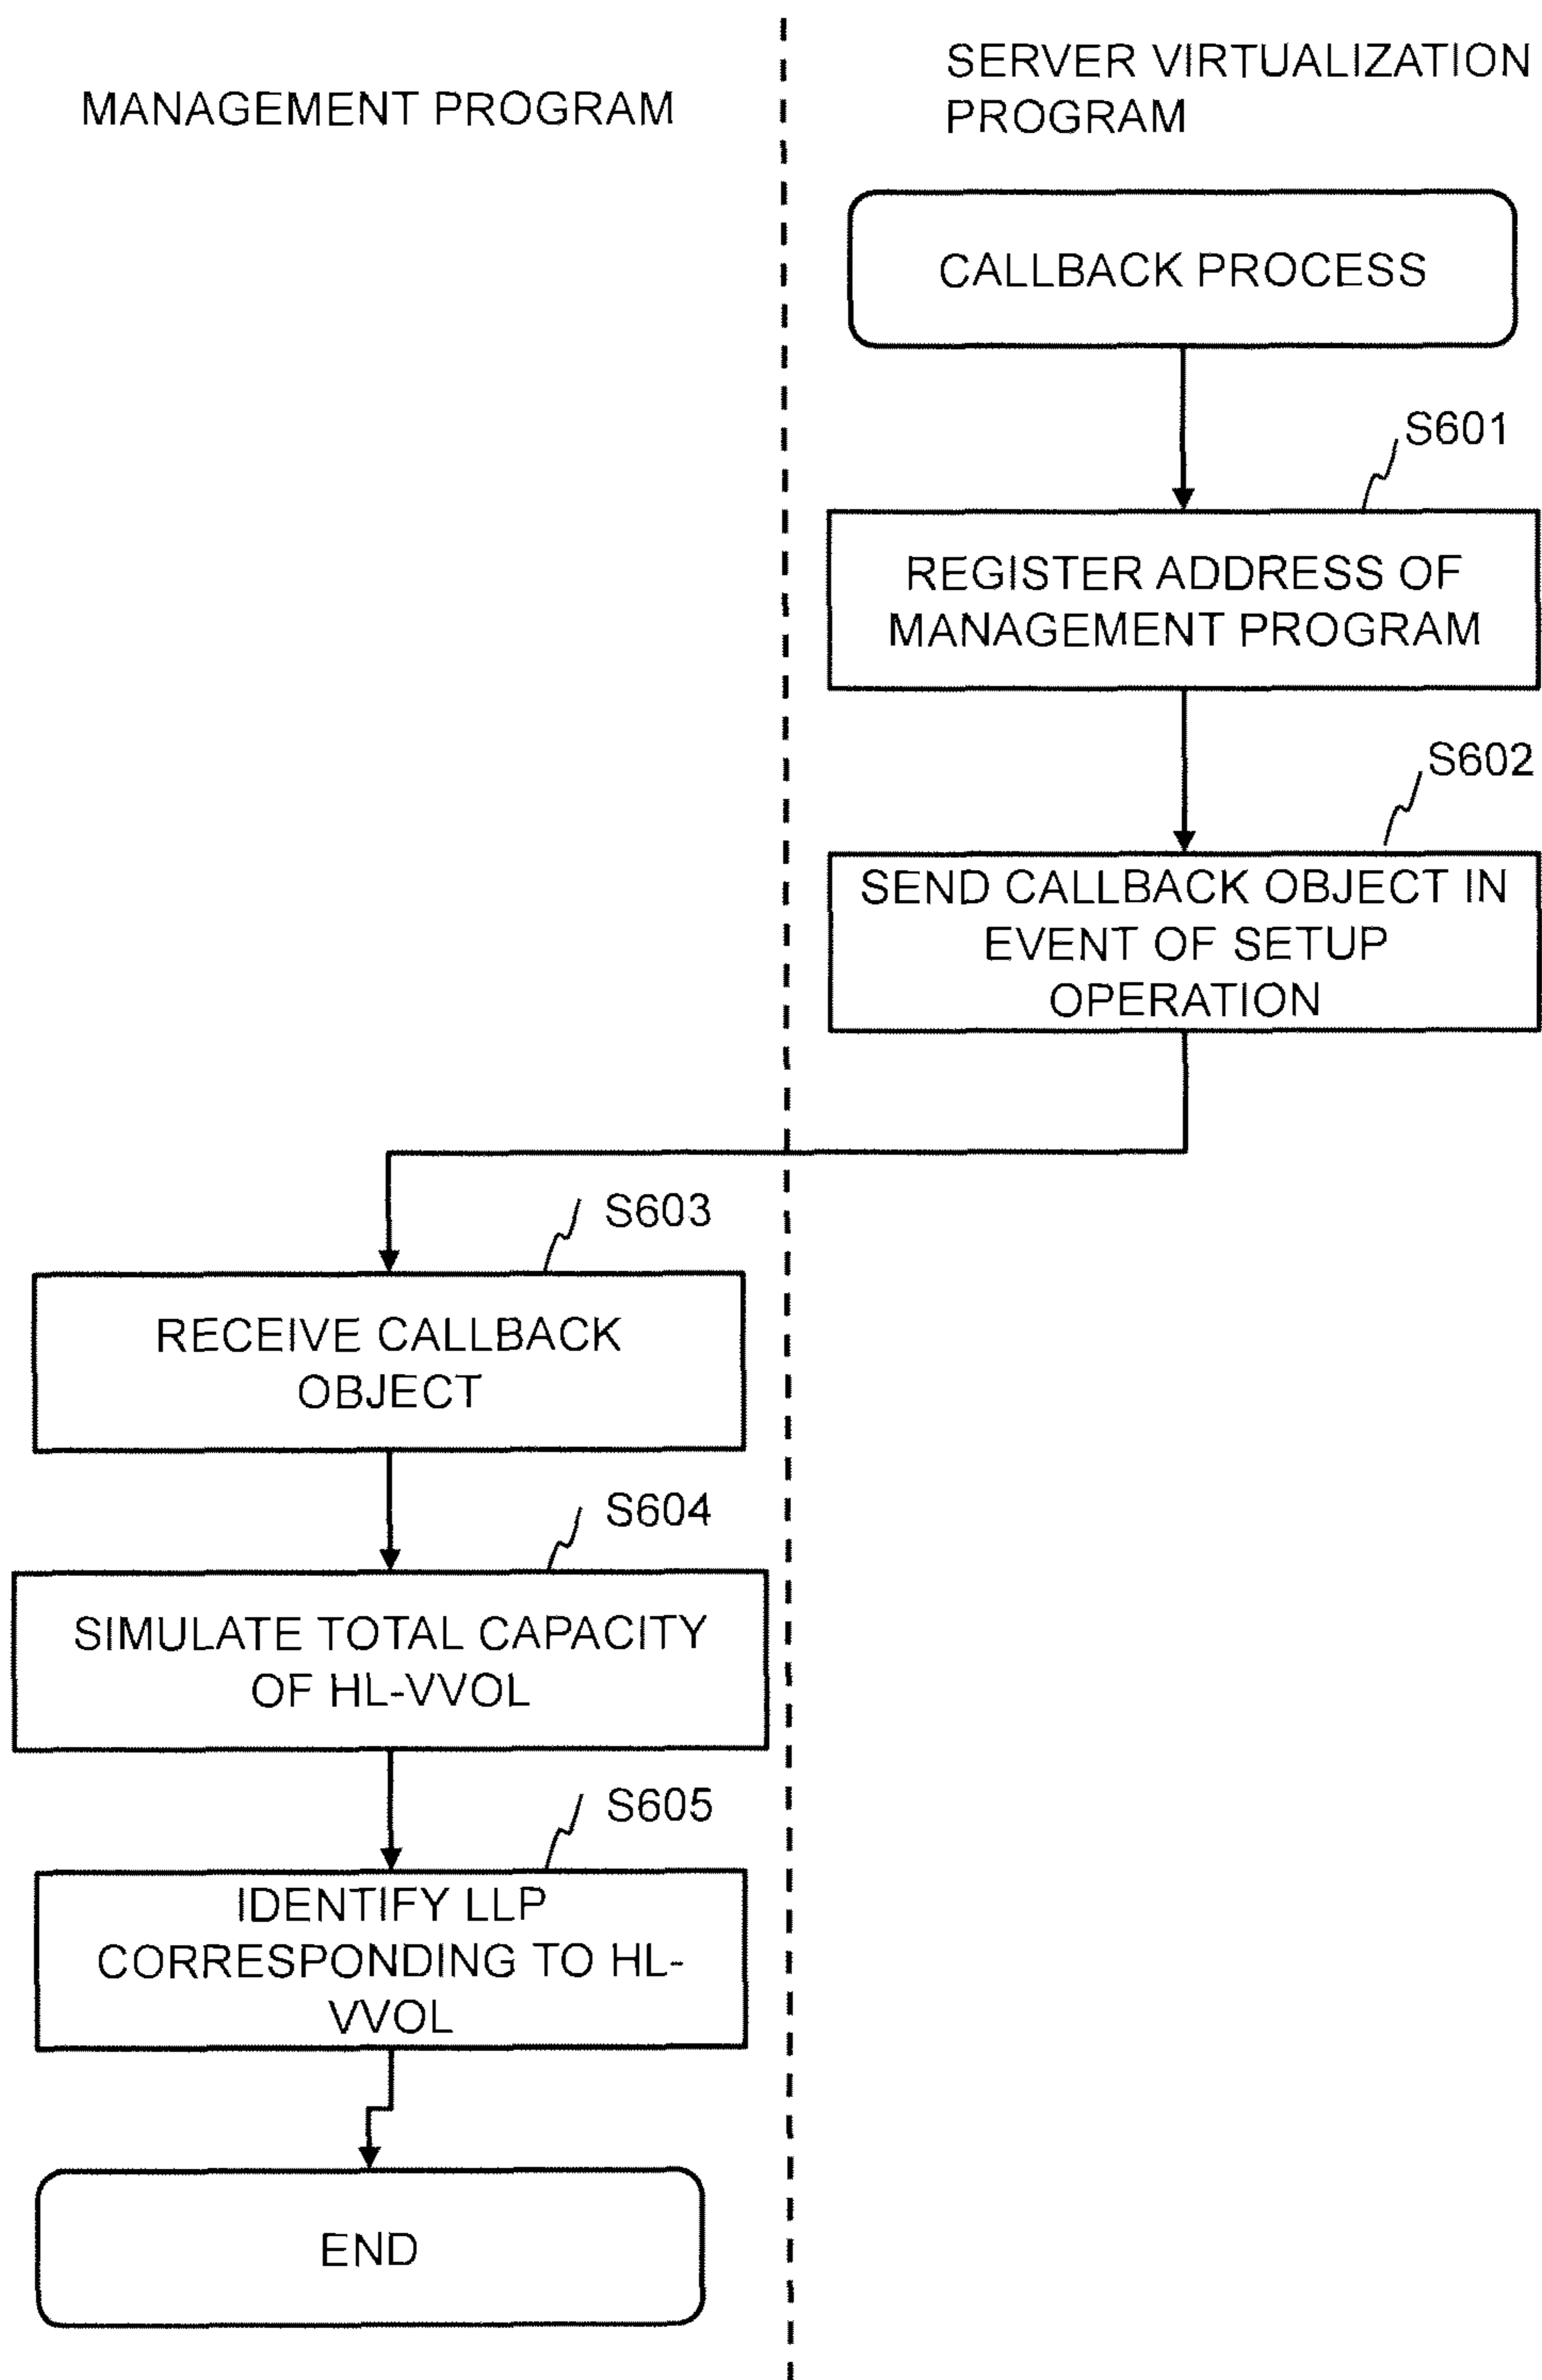 MANAGEMENT PROGRAM
SERVER VIRTUALIZATION
PROGRAM
CALLBACK PROCESS
S601
REGISTER ADDRESS OF
MANAGEMENT PROGRAM
S602
SEND CALLBACK OBJECT IN
EVENT OF SETUP
OPERATION
S603
RECEIVE CALLBACK
OBJECT
S604
SIMULATE TOTAL CAPACITY
OF HL-VVOL
S605
IDENTIFY LLP
CORRESPONDING TO HL-
VVOL
END